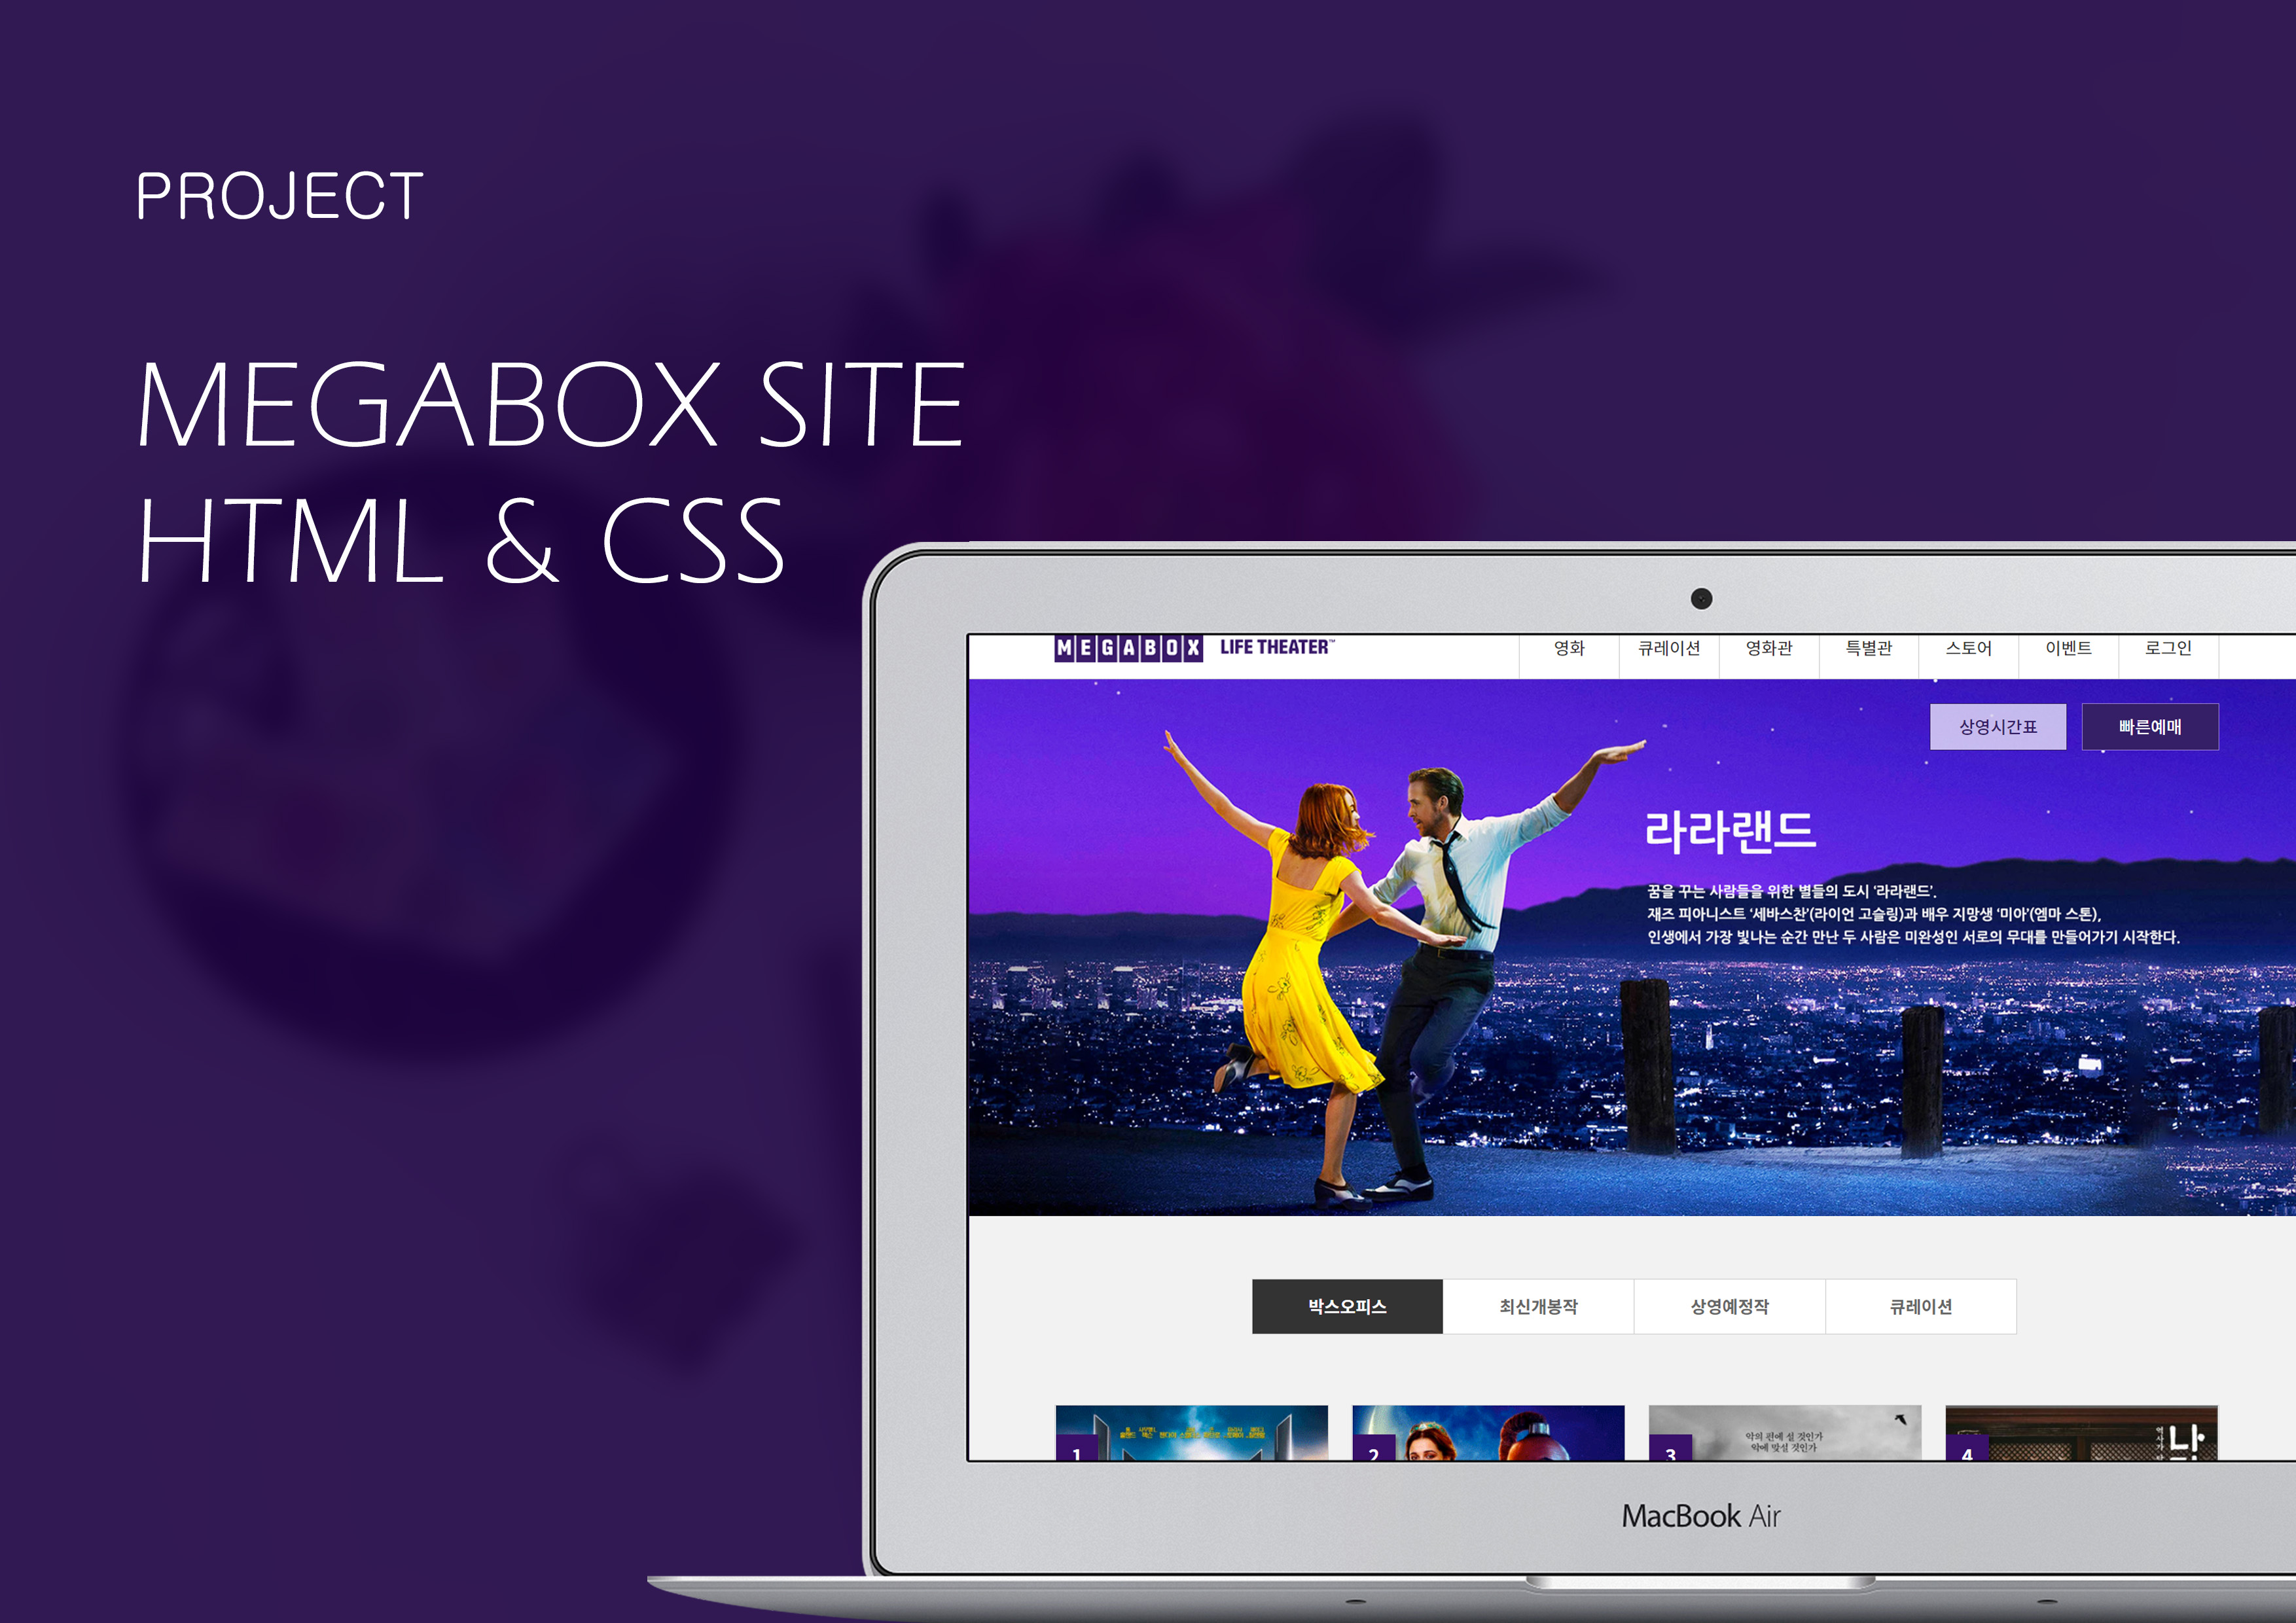 PROJECT
MEGABOX SITE
HTML & CSS
MEGABOX LIFE THEATER™
영화 큐레이션 영화관 특별관 스토어 이벤트 로그인
상영시간표 빠른예매
라라랜드
꿈을 꾸는 사람들을 위한 별들의 도시 '라라랜드'.
재즈 피아니스트 '세바스찬'(라이언 고슬링)과 배우 지망생 '미아'(엠마 스톤),
인생에서 가장 빛나는 순간 만난 두 사람은 미완성인 서로의 무대를 만들어가기 시작한다.
박스오피스 최신개봉작 상영예정작 큐레이션
1 2 3 4
악의 편에 설 것인가
악에 맞설 것인가
MacBook Air